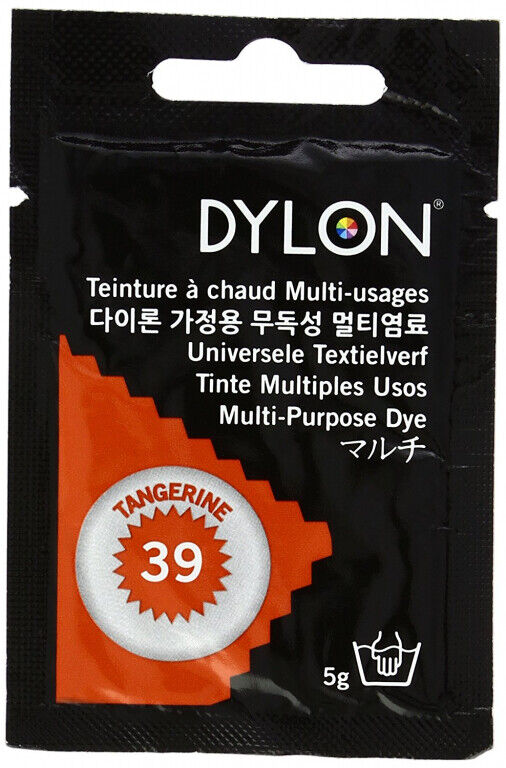 DYLON®
Teinture à chaud Multi-usages
다이론 가정용 무독성 멀티염료
Universele Textielverf
Tinte Multiples Usos
Multi-Purpose Dye
マルチ
TANGERINE
39
5g